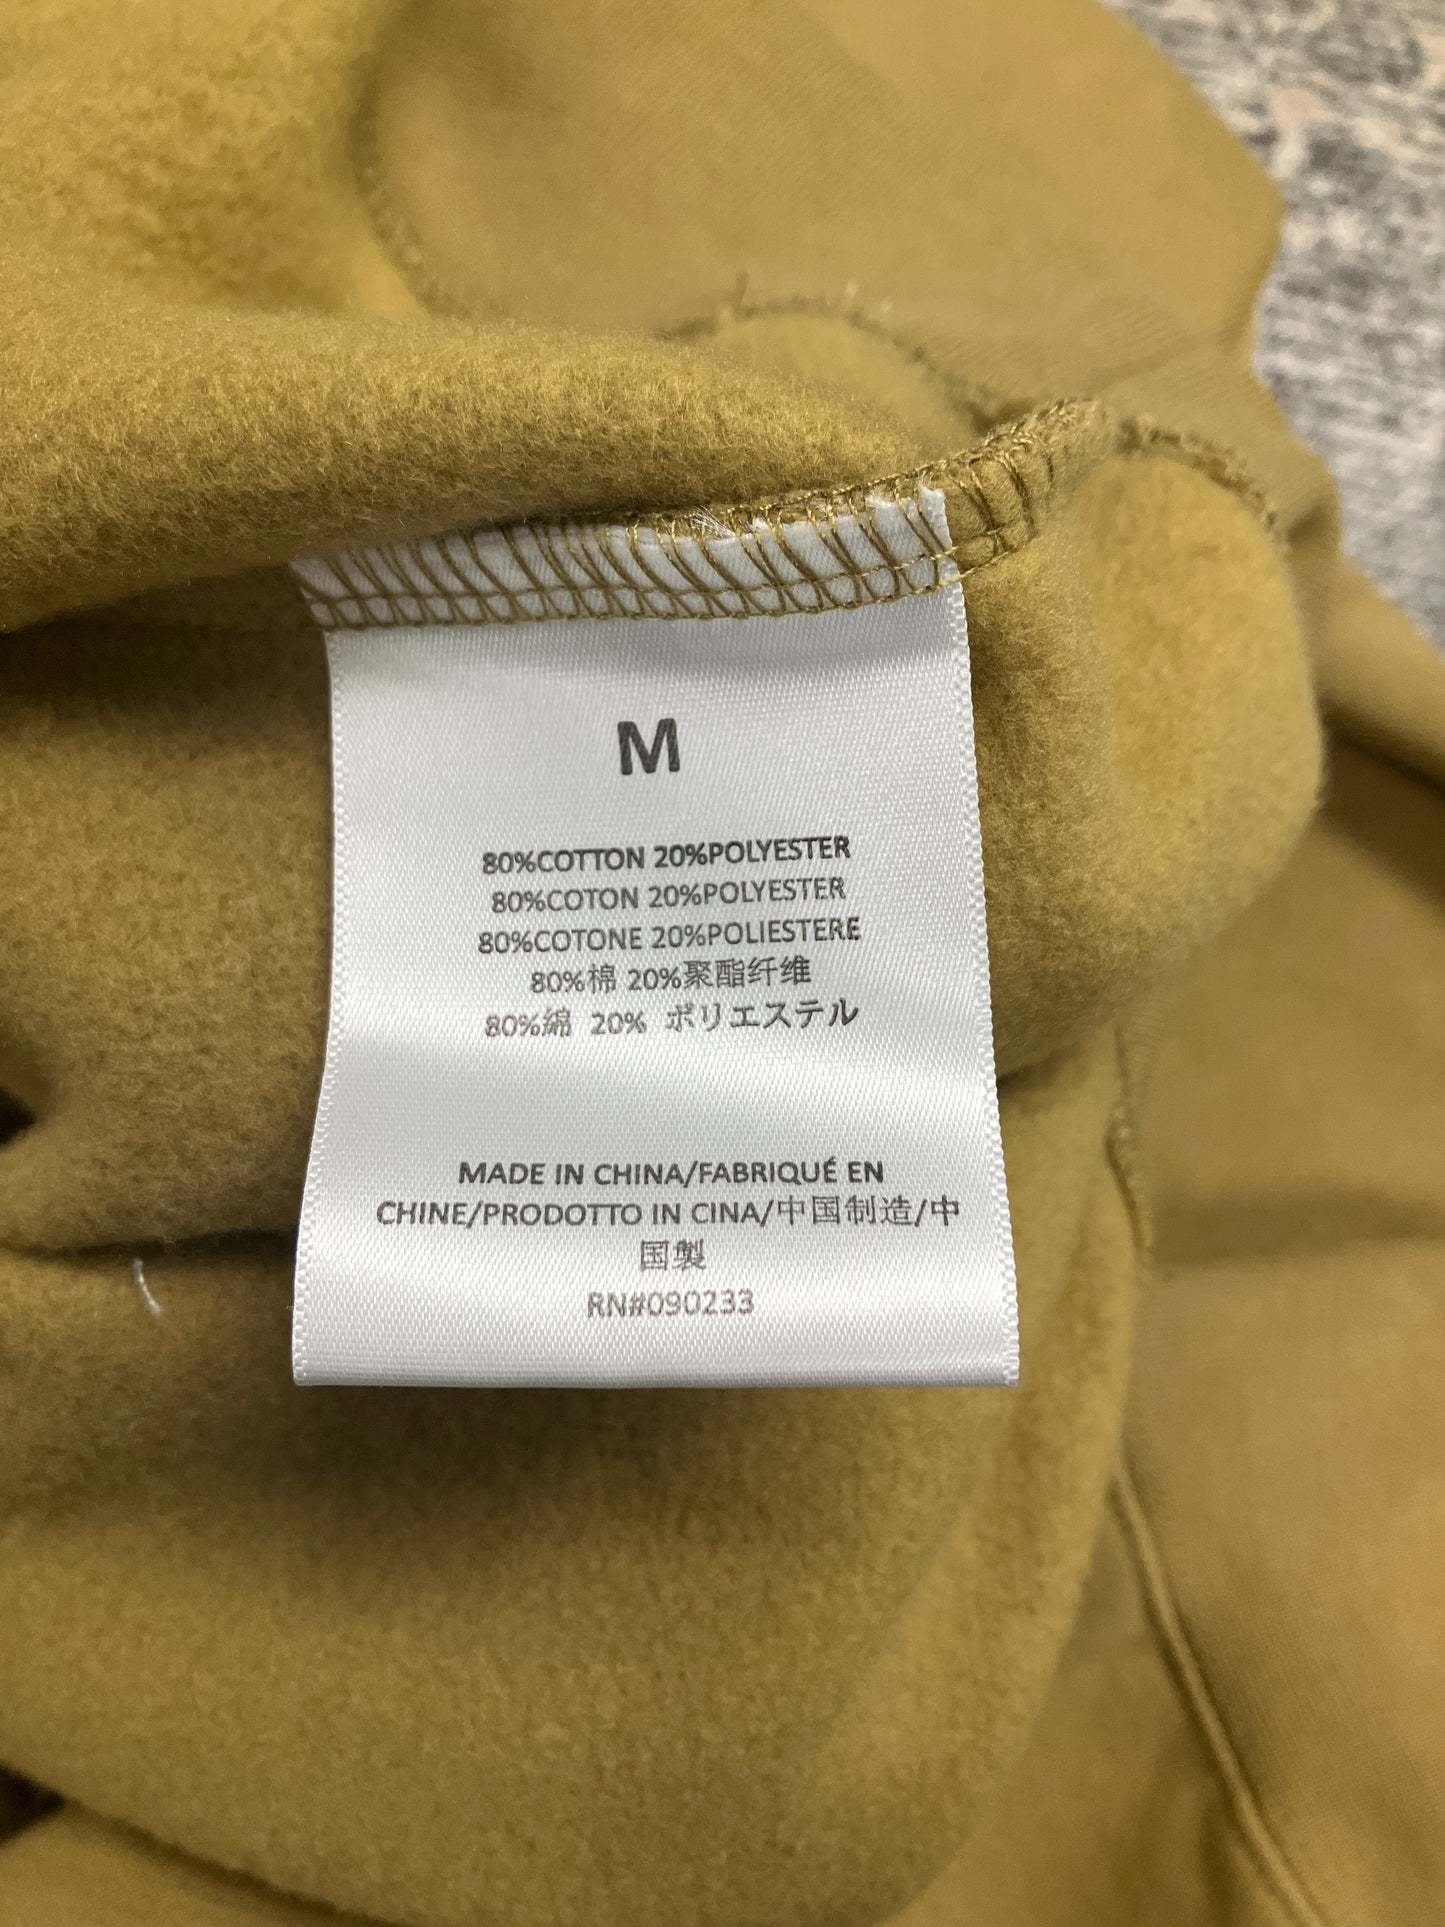 M
80%COTTON 20%POLYESTER
80%COTON 20%POLYESTER
80%COTONE 20%POLIESTERE
80%棉 20%聚酯纤维
80%綿 20% ポリエステル
MADE IN CHINA/FABRIQUÉ EN
CHINE/PRODOTTO IN CINA/中国制造/中
国製
RN#090233